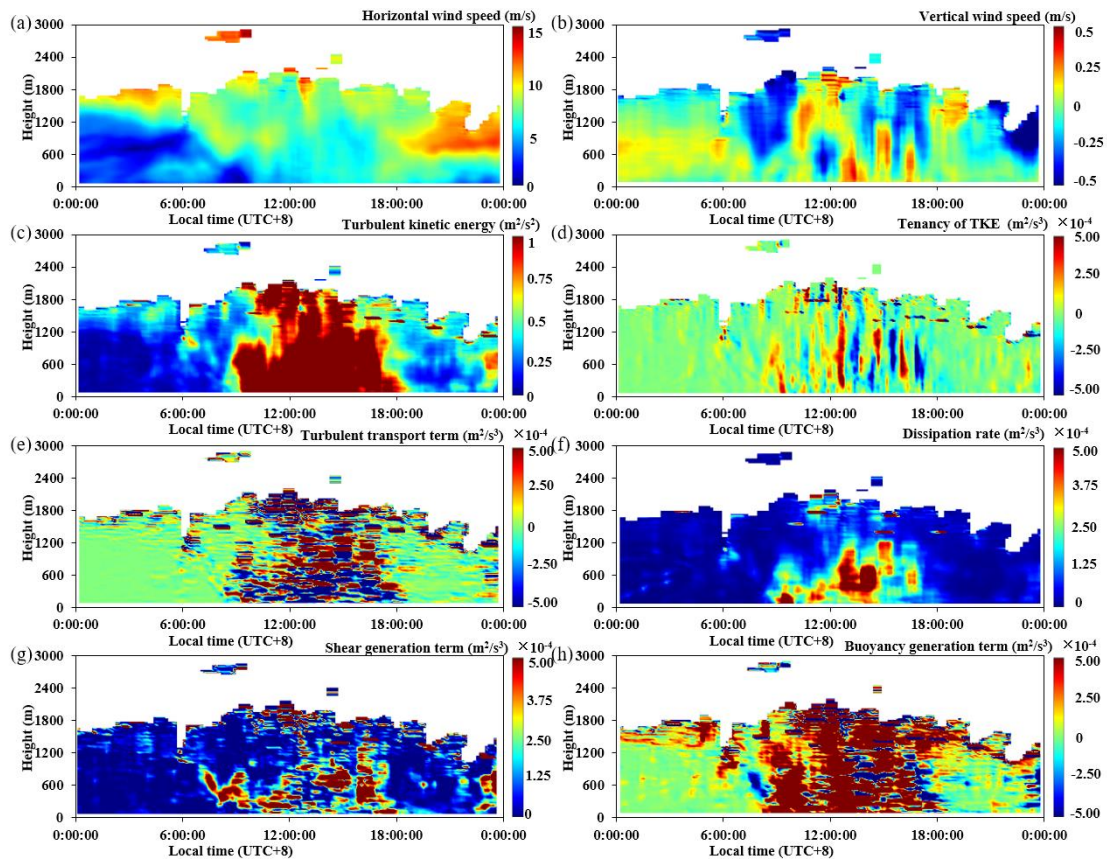 (a) Horizontal wind speed (m/s)
3000 2400 1800 1200 600 0
Height (m)
15 10 5 0
0:00:00 6:00:00 12:00:00 18:00:00 0:00:00
Local time (UTC+8)
(b) Vertical wind speed (m/s)
3000 2400 1800 1200 600 0
Height (m)
0.5 0.25 0 -0.25 -0.5
0:00:00 6:00:00 12:00:00 18:00:00 0:00:00
Local time (UTC+8)
(c) Turbulent kinetic energy (m²/s²)
3000 2400 1800 1200 600 0
Height (m)
1 0.75 0.5 0.25 0
0:00:00 6:00:00 12:00:00 18:00:00 0:00:00
Local time (UTC+8)
(d) Tenancy of TKE (m²/s³) ×10⁻⁴
3000 2400 1800 1200 600 0
Height (m)
5.00 2.50 0 -2.50 -5.00
0:00:00 6:00:00 12:00:00 18:00:00 0:00:00
Local time (UTC+8)
(e) Turbulent transport term (m²/s³) ×10⁻⁴
3000 2400 1800 1200 600 0
Height (m)
5.00 2.50 0 -2.50 -5.00
0:00:00 6:00:00 12:00:00 18:00:00 0:00:00
Local time (UTC+8)
(f) Dissipation rate (m²/s³) ×10⁻⁴
3000 2400 1800 1200 600 0
Height (m)
5.00 3.75 2.50 1.25 0
0:00:00 6:00:00 12:00:00 18:00:00 0:00:00
Local time (UTC+8)
(g) Shear generation term (m²/s³) ×10⁻⁴
3000 2400 1800 1200 600 0
Height (m)
5.00 3.75 2.50 1.25 0
0:00:00 6:00:00 12:00:00 18:00:00 0:00:00
Local time (UTC+8)
(h) Buoyancy generation term (m²/s³) ×10⁻⁴
3000 2400 1800 1200 600 0
Height (m)
5.00 2.50 0 -2.50 -5.00
0:00:00 6:00:00 12:00:00 18:00:00 0:00:00
Local time (UTC+8)